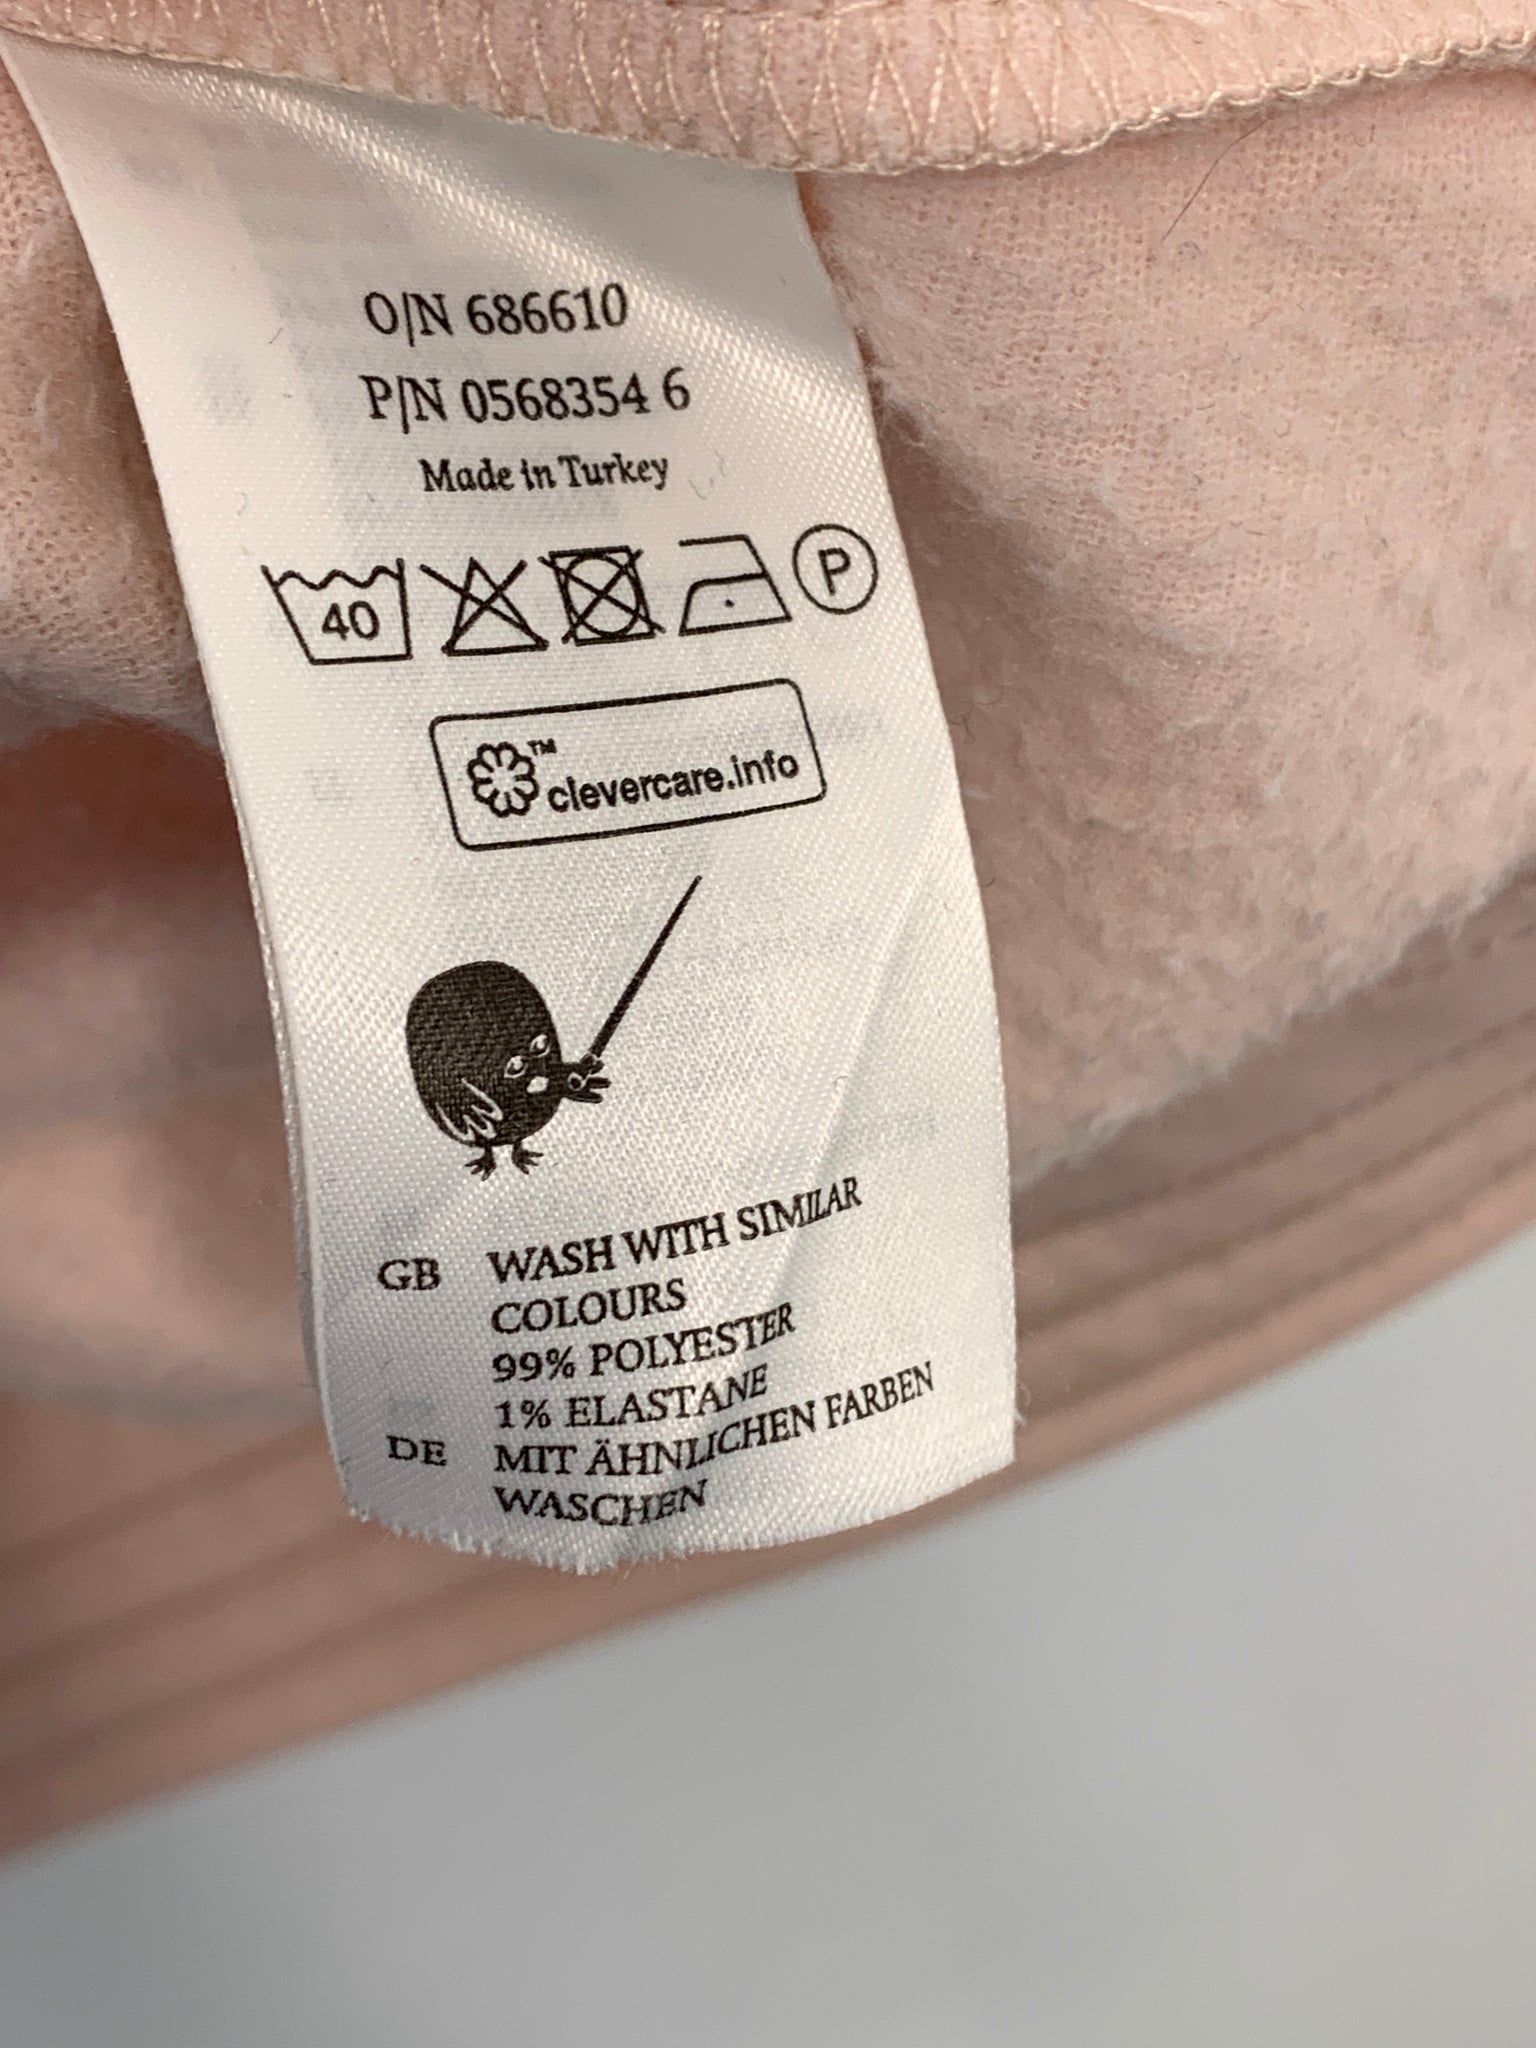 O/N 686610
P/N 0568354 6
Made in Turkey
40
P
™
clevercare.info
GB WASH WITH SIMILAR
COLOURS
99% POLYESTER
1% ELASTANE
DE MIT ÄHNLICHEN FARBEN
WASCHEN